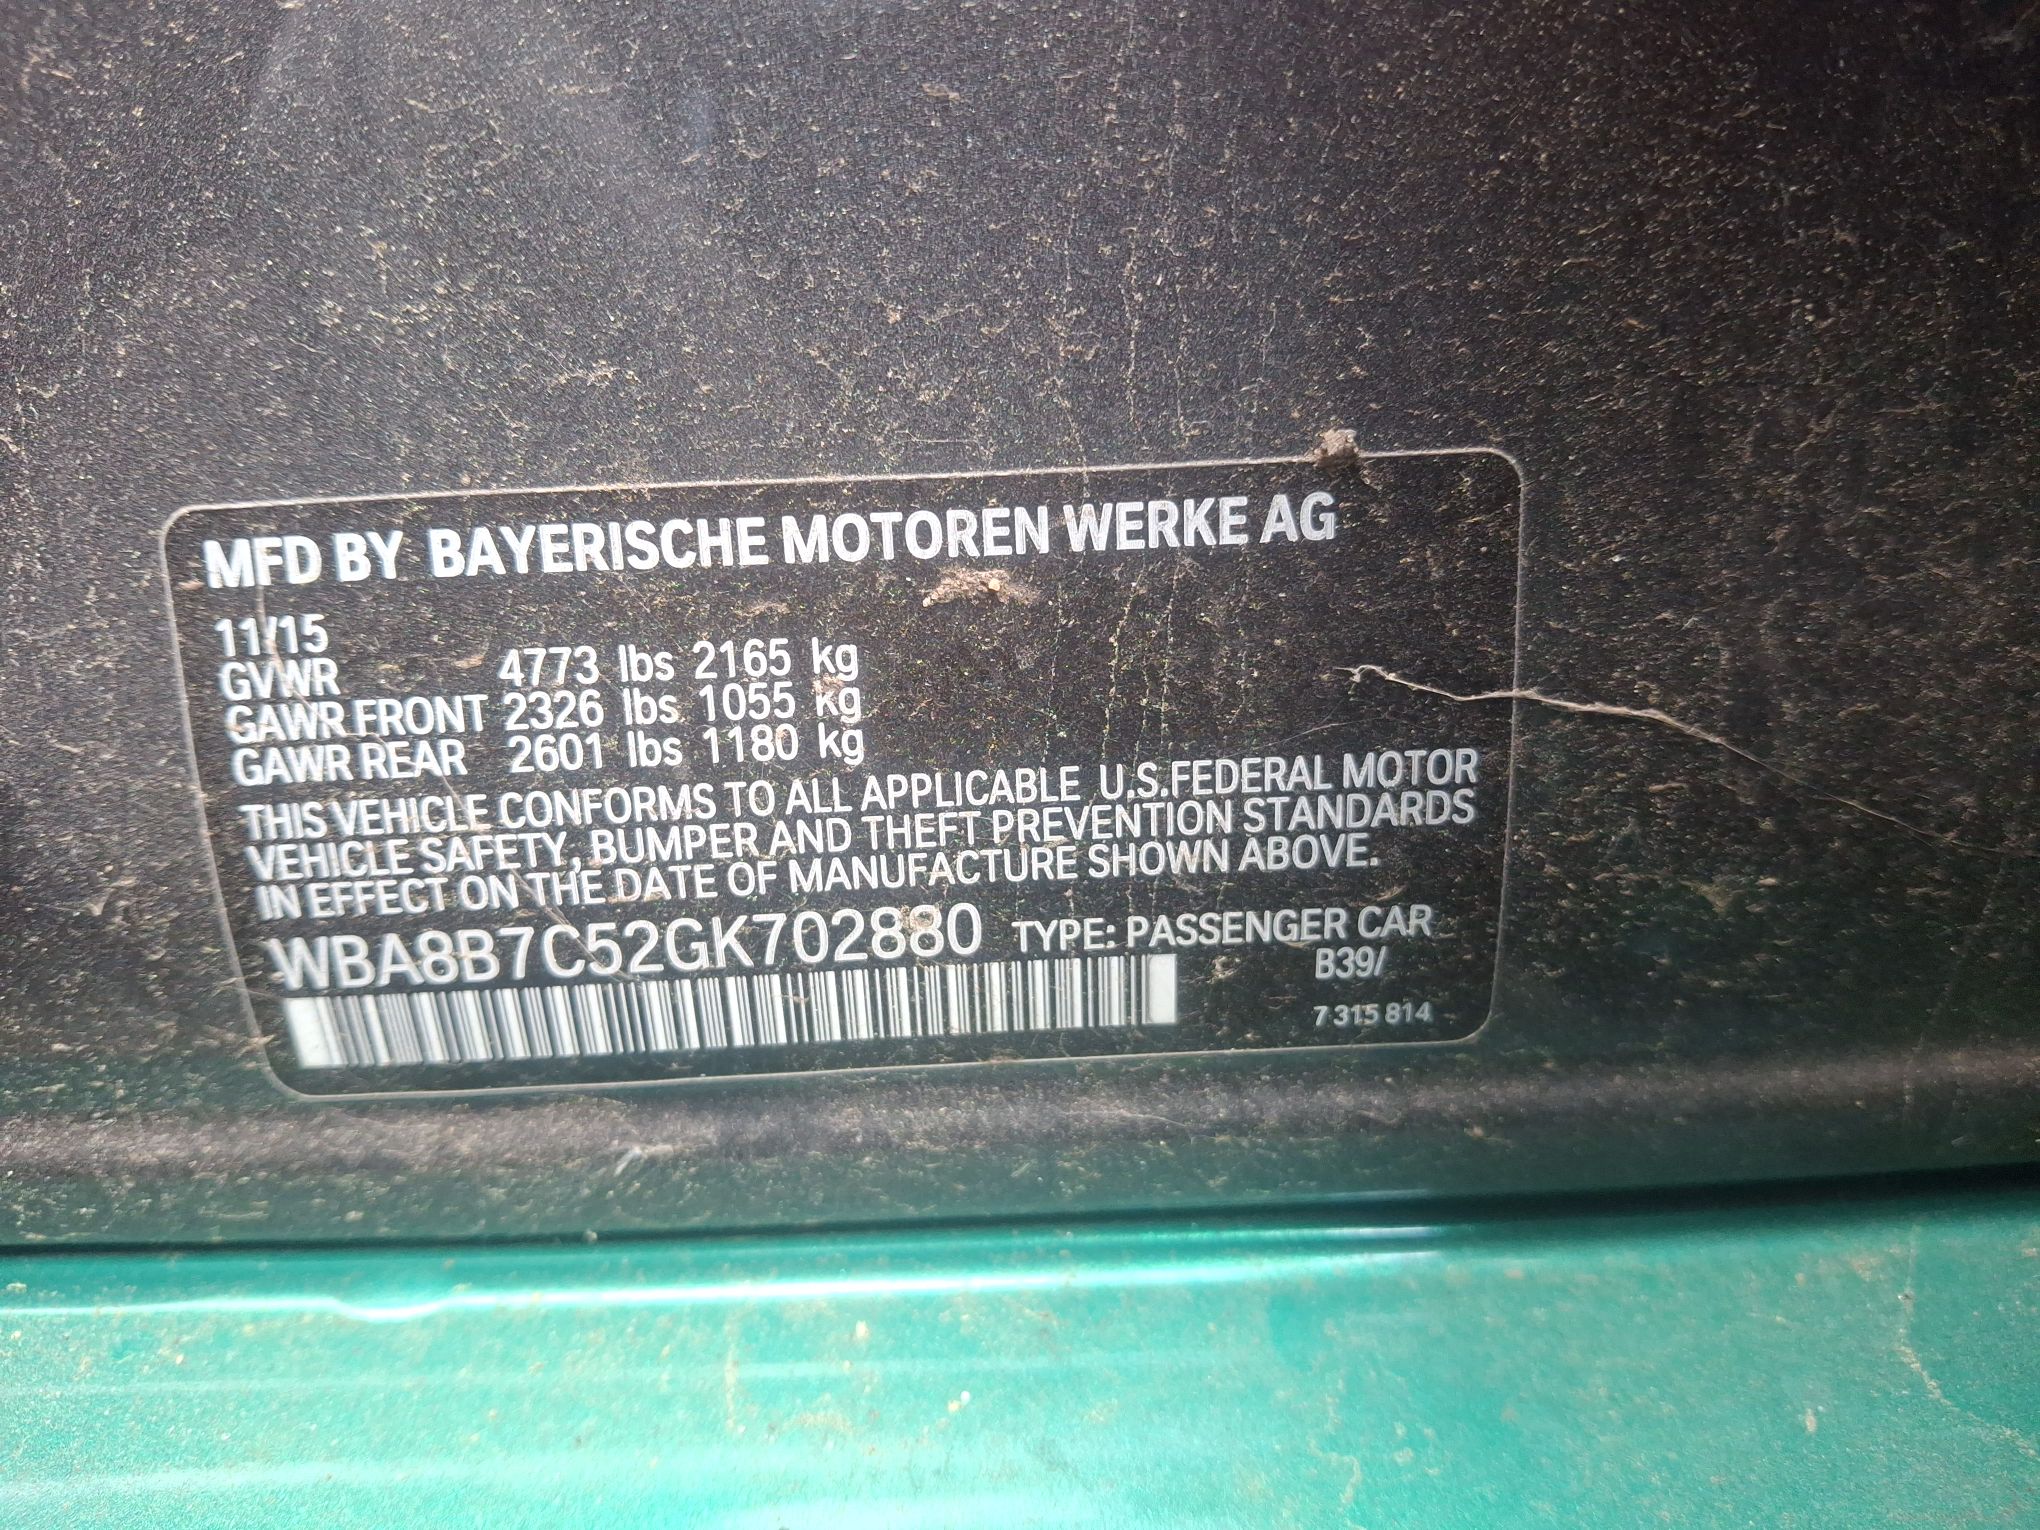 MFD BY BAYERISCHE MOTOREN WERKE AG
11/15
GVWR 4773 lbs 2165 kg
GAWR FRONT 2326 lbs 1055 kg
GAWR REAR 2601 lbs 1180 kg
THIS VEHICLE CONFORMS TO ALL APPLICABLE U.S.FEDERAL MOTOR
VEHICLE SAFETY, BUMPER AND THEFT PREVENTION STANDARDS
IN EFFECT ON THE DATE OF MANUFACTURE SHOWN ABOVE.
WBA8B7C52GK702880 TYPE: PASSENGER CAR
B39/
7 315 814